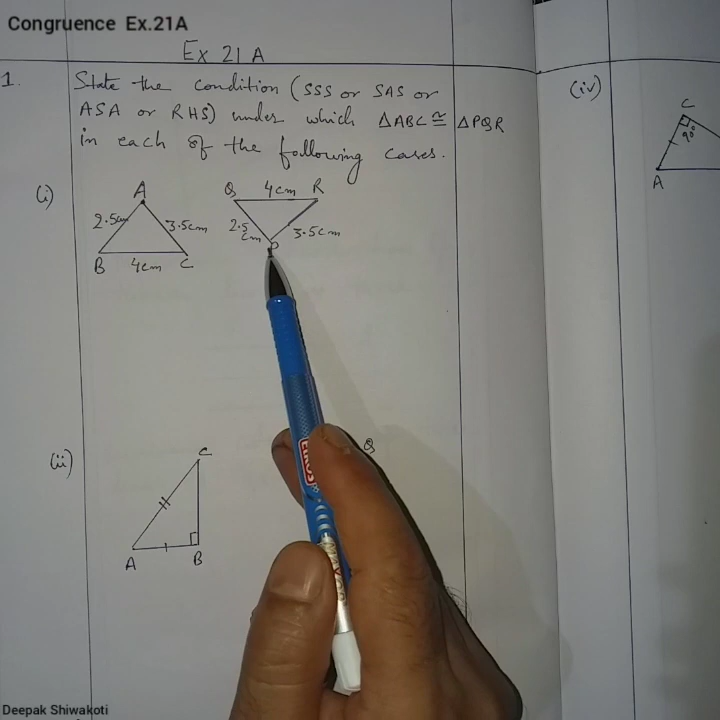 Congruence Ex.21A
Ex 21 A
1.
State the condition (SSS or SAS or
ASA or RHS) under which △ABC ≅ △PQR
in each of the following cases.
(i)
A
2.5cm
3.5cm
B
4cm
C
Q
4cm
R
2.5
cm
3.5cm
P
(ii)
C
A
B
Q
(iv)
C
90°
A
Deepak Shiwakoti